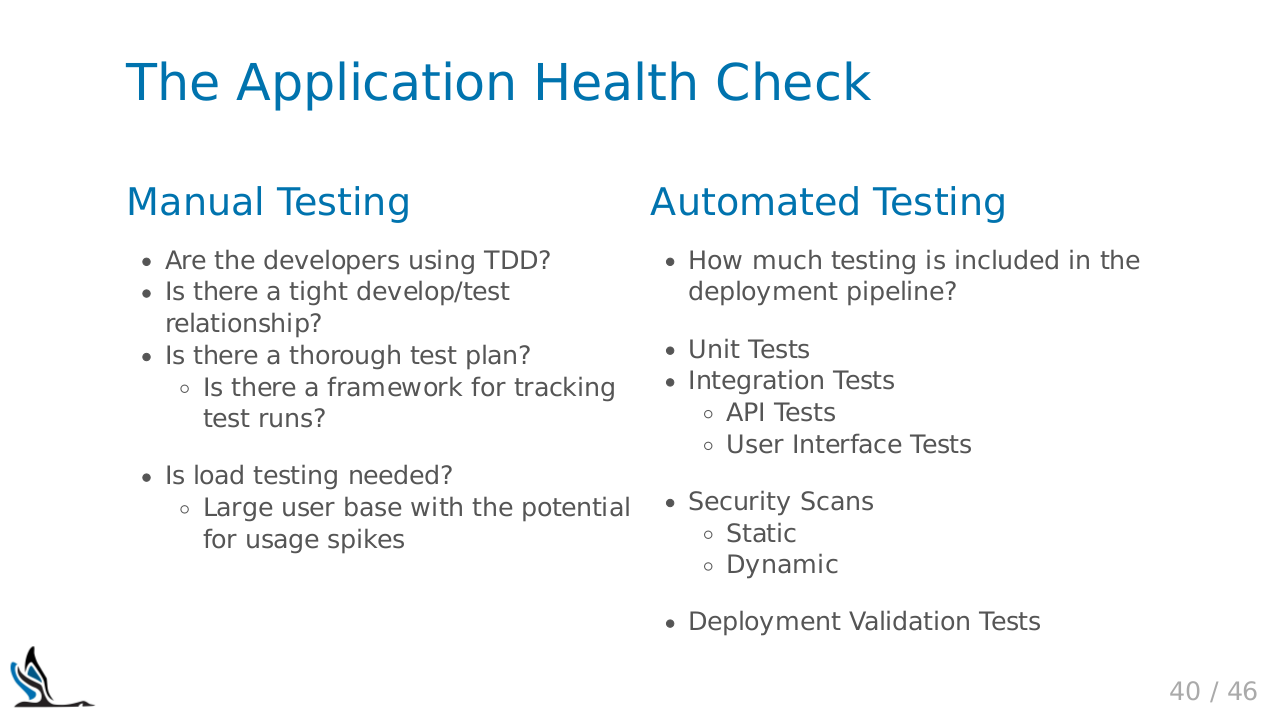 The Application Health Check
Manual Testing
• Are the developers using TDD?
• Is there a tight develop/test
relationship?
• Is there a thorough test plan?
◦ Is there a framework for tracking
test runs?
• Is load testing needed?
◦ Large user base with the potential
for usage spikes
Automated Testing
• How much testing is included in the
deployment pipeline?
• Unit Tests
• Integration Tests
◦ API Tests
◦ User Interface Tests
• Security Scans
◦ Static
◦ Dynamic
• Deployment Validation Tests
40 / 46